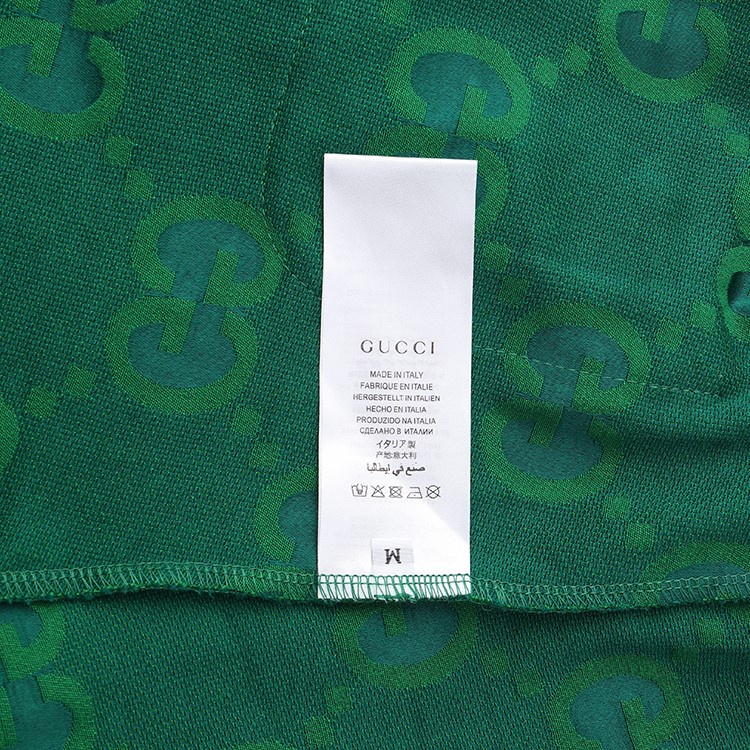 GUCCI
MADE IN ITALY
FABRIQUE EN ITALIE
HERGESTELLT IN ITALIEN
HECHO EN ITALIA
PRODUZIDO NA ITALIA
СДЕЛАНО В ИТАЛИИ
イタリア製
产地:意大利
صنع في إيطاليا
M